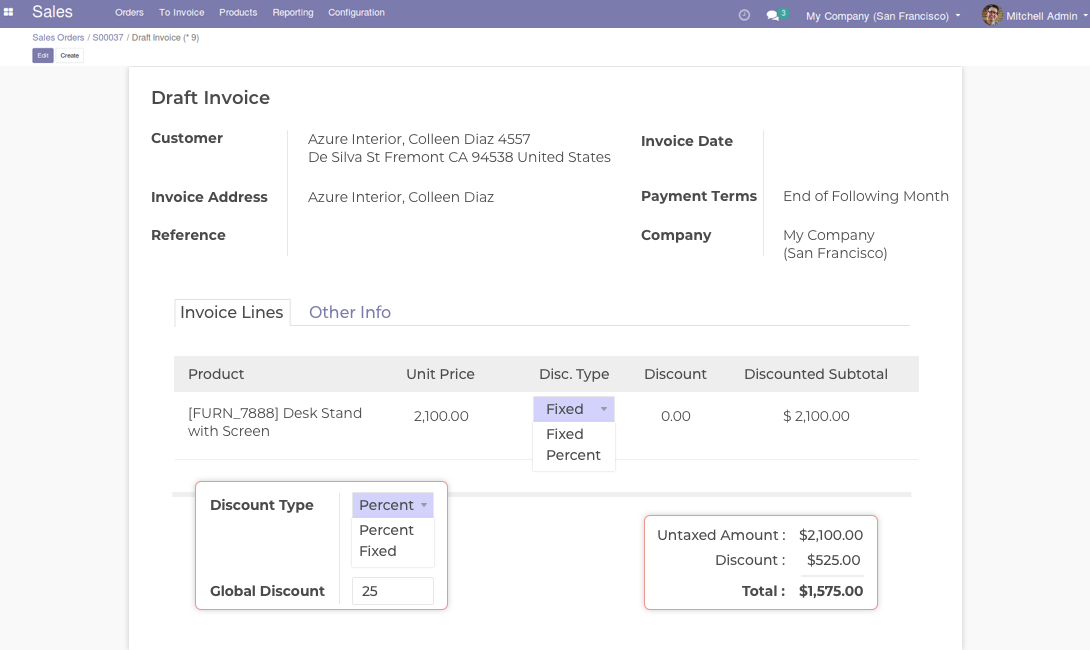 Sales Orders To Invoice Products Reporting Configuration 3 My Company (San Francisco) Mitchell Admin
Sales Orders / S00037 / Draft Invoice (* 9)
Edit Create
Draft Invoice
Customer Azure Interior, Colleen Diaz 4557 Invoice Date
De Silva St Fremont CA 94538 United States
Invoice Address Azure Interior, Colleen Diaz Payment Terms End of Following Month
Reference Company My Company
(San Francisco)
Invoice Lines Other Info
Product Unit Price Disc. Type Discount Discounted Subtotal
[FURN_7888] Desk Stand 2,100.00 Fixed 0.00 $ 2,100.00
with Screen Fixed
Percent
Discount Type Percent
Percent
Fixed
Global Discount 25
Untaxed Amount : $2,100.00
Discount : $525.00
Total : $1,575.00